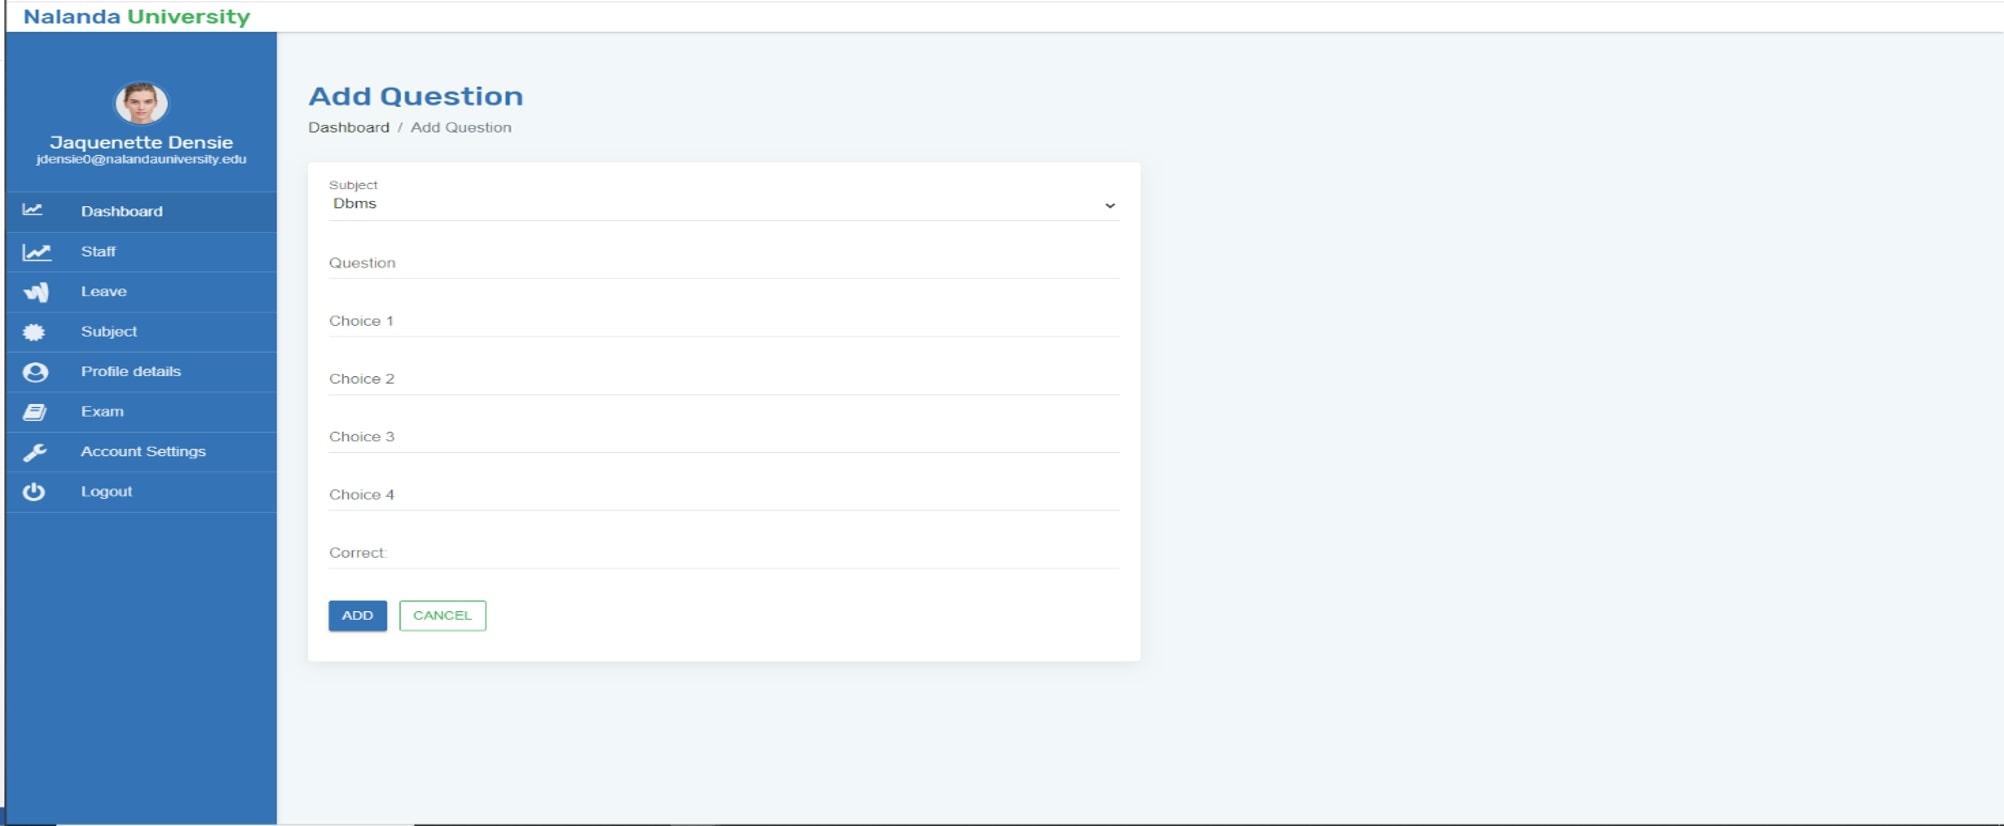 Nalanda University
Jaquenette Densie
jdensie0@nalandauniversity.edu
Dashboard
Staff
Leave
Subject
Profile details
Exam
Account Settings
Logout
Add Question
Dashboard / Add Question
Subject
Dbms
Question
Choice 1
Choice 2
Choice 3
Choice 4
Correct:
ADD CANCEL